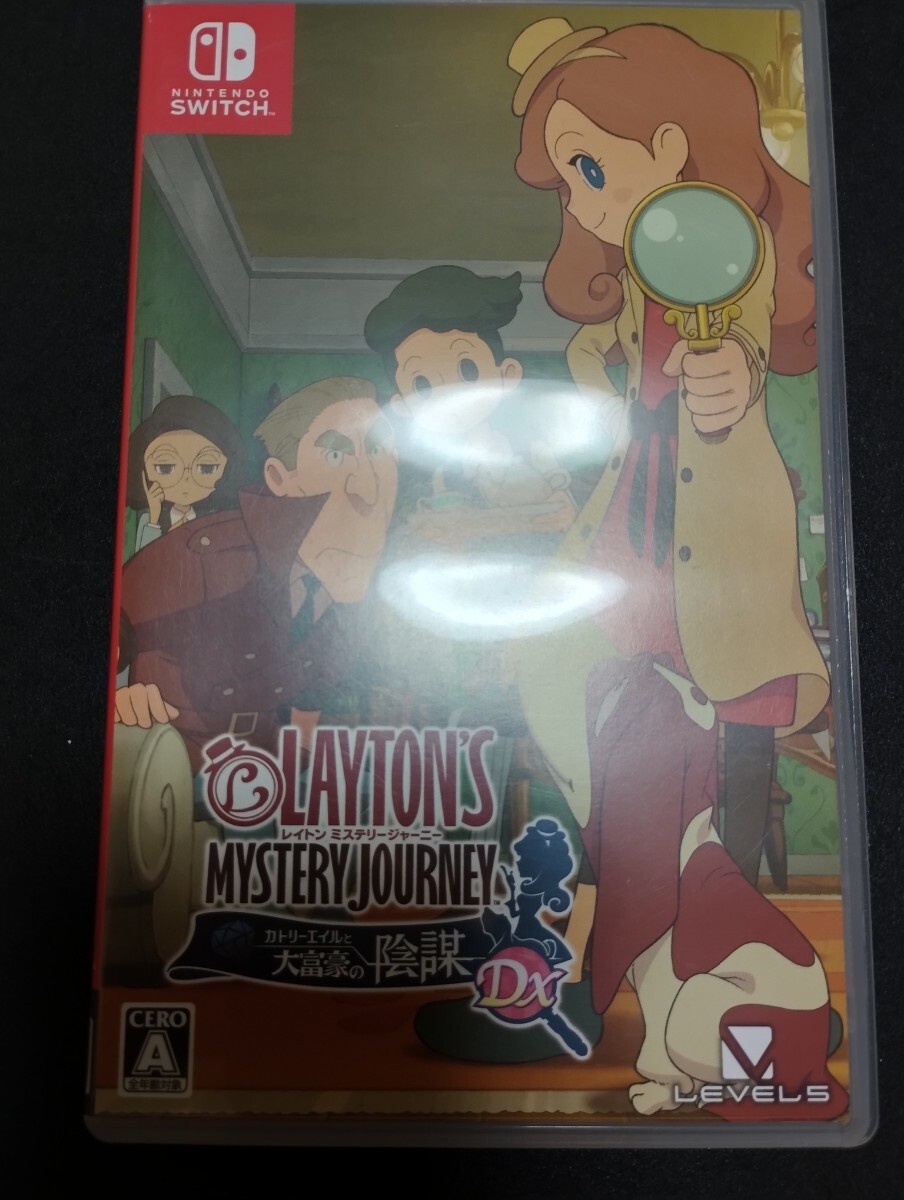 NINTENDO
SWITCH™
LAYTON'S
レイトン ミステリージャーニー
MYSTERY JOURNEY™
カトリーエイルと
大富豪の陰謀
DX
CERO
A
全年齢対象
LEVEL5